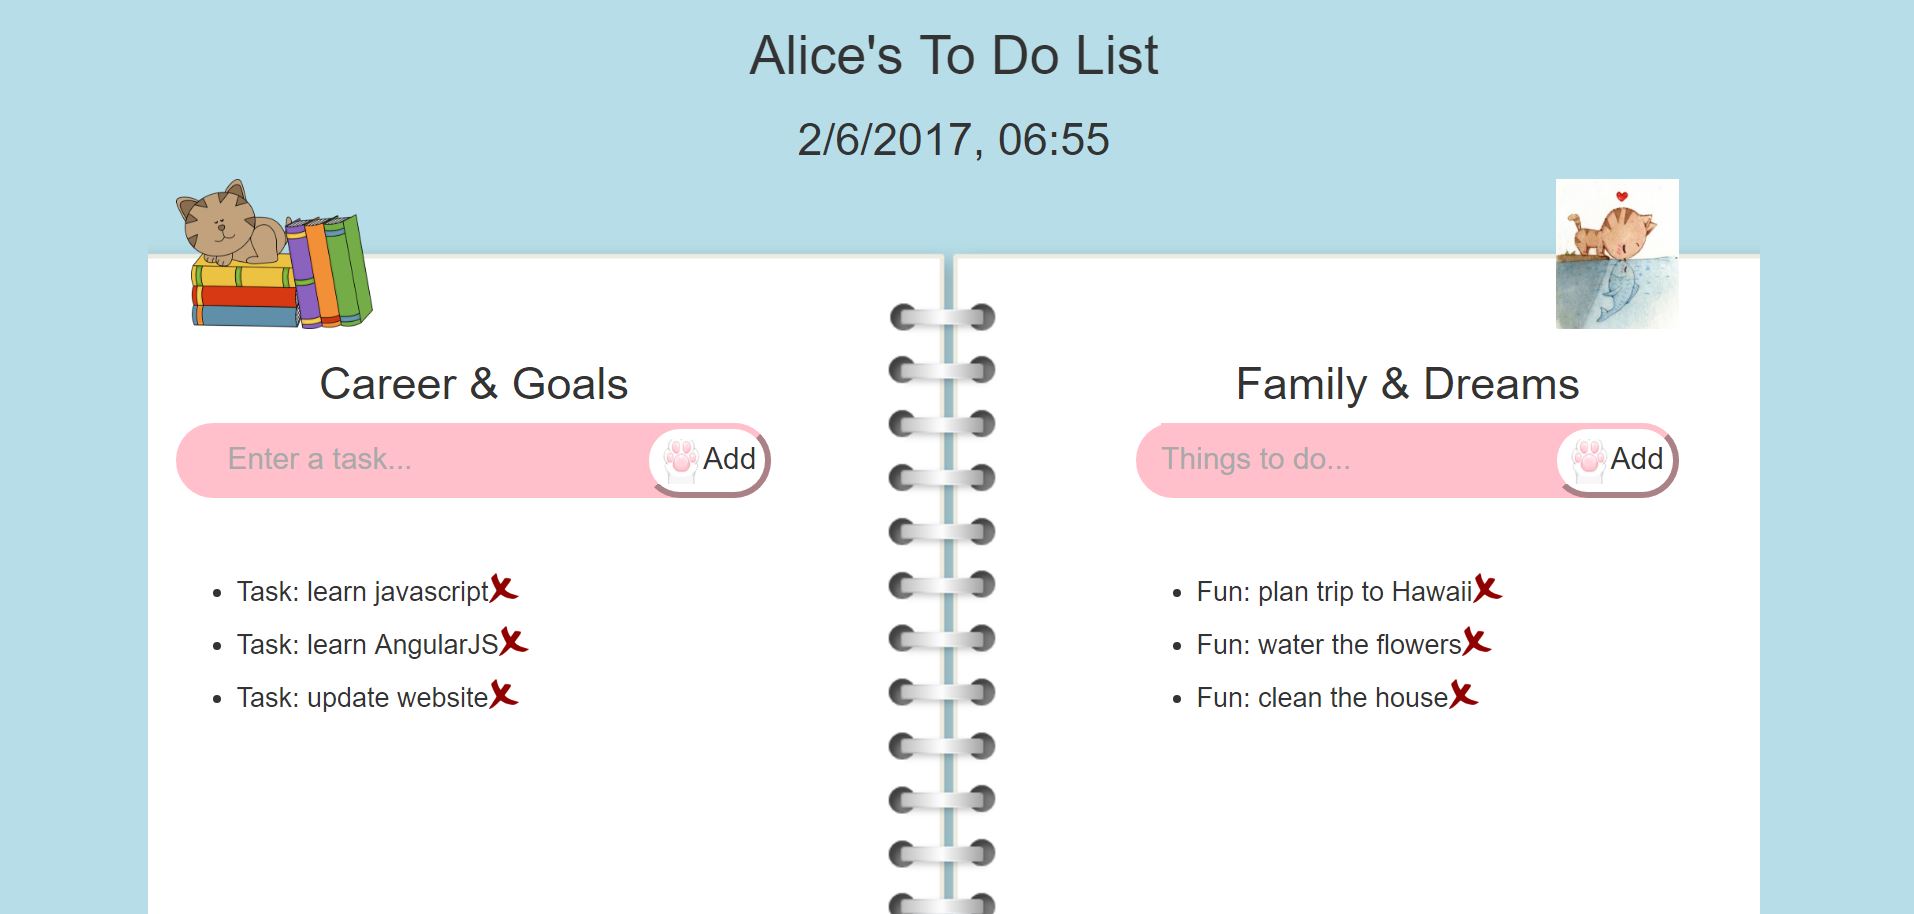 Alice's To Do List
2/6/2017, 06:55
Career & Goals
Enter a task...
Add
Task: learn javascript
Task: learn AngularJS
Task: update website
Family & Dreams
Things to do...
Add
Fun: plan trip to Hawaii
Fun: water the flowers
Fun: clean the house